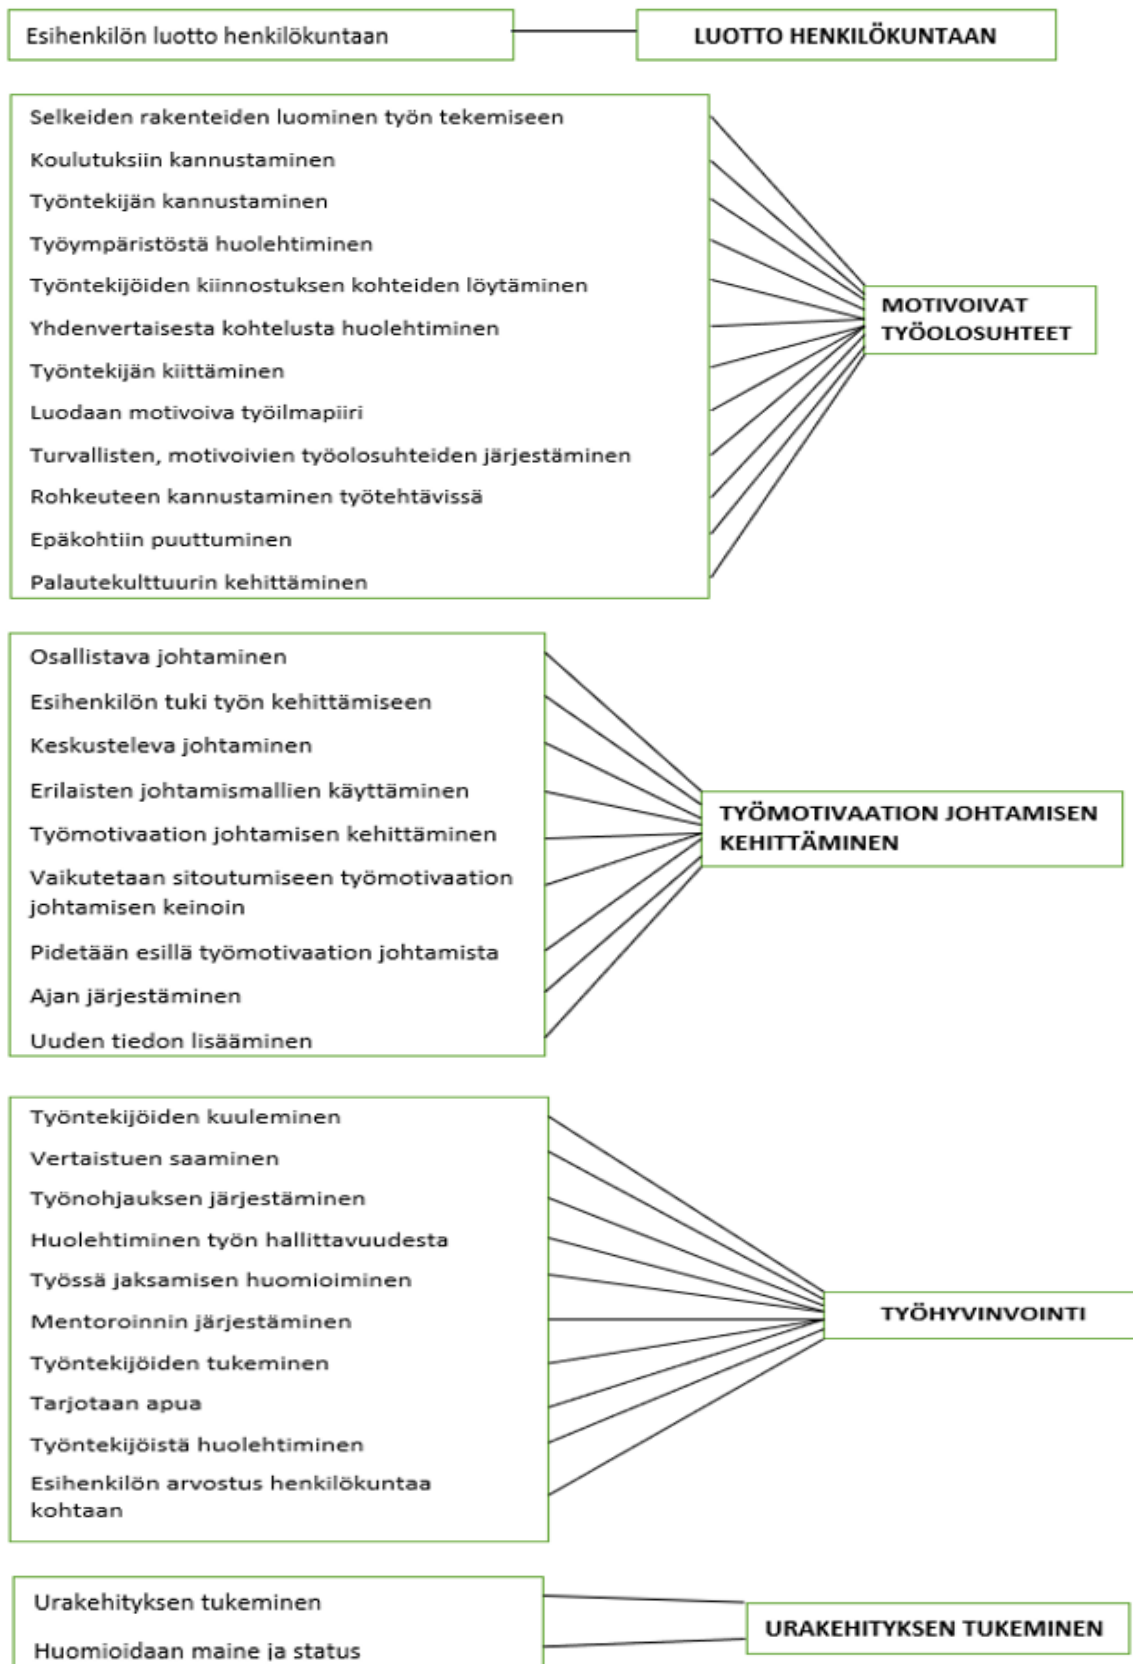 Esihenkilön luotto henkilökuntaan
LUOTTO HENKILÖKUNTAAN
Selkeiden rakenteiden luominen työn tekemiseen
Koulutuksiin kannustaminen
Työntekijän kannustaminen
Työympäristöstä huolehtiminen
Työntekijöiden kiinnostuksen kohteiden löytäminen
Yhdenvertaisesta kohtelusta huolehtiminen
Työntekijän kiittäminen
Luodaan motivoiva työilmapiiri
Turvallisten, motivoivien työolosuhteiden järjestäminen
Rohkeuteen kannustaminen työtehtävissä
Epäkohtiin puuttuminen
Palautekulttuurin kehittäminen
MOTIVOIVAT
TYÖOLOSUHTEET
Osallistava johtaminen
Esihenkilön tuki työn kehittämiseen
Keskusteleva johtaminen
Erilaisten johtamismallien käyttäminen
Työmotivaation johtamisen kehittäminen
Vaikutetaan sitoutumiseen työmotivaation
johtamisen keinoin
Pidetään esillä työmotivaation johtamista
Ajan järjestäminen
Uuden tiedon lisääminen
TYÖMOTIVAATION JOHTAMISEN
KEHITTÄMINEN
Työntekijöiden kuuleminen
Vertaistuen saaminen
Työnohjauksen järjestäminen
Huolehtiminen työn hallittavuudesta
Työssä jaksamisen huomioiminen
Mentoroinnin järjestäminen
Työntekijöiden tukeminen
Tarjotaan apua
Työntekijöistä huolehtiminen
Esihenkilön arvostus henkilökuntaa
kohtaan
TYÖHYVINVOINTI
Urakehityksen tukeminen
Huomioidaan maine ja status
URAKEHITYKSEN TUKEMINEN